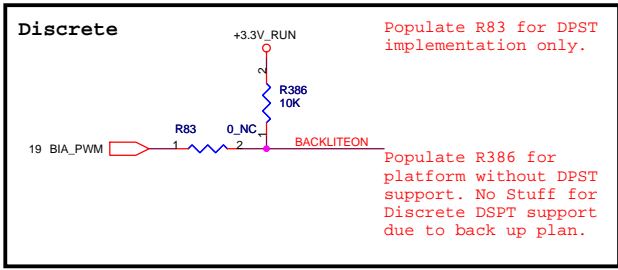 Discrete
+3.3V_RUN
Populate R83 for DPST
implementation only.
2
R386
10K
R83
0_NC
1
19 BIA_PWM
1
2
BACKLITEON
Populate R386 for
platform without DPST
support. No Stuff for
Discrete DSPT support
due to back up plan.